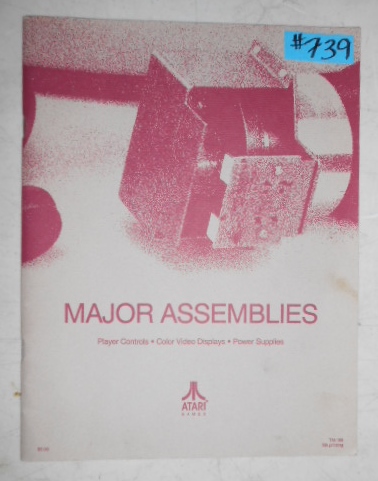 #739
MAJOR ASSEMBLIES
Player Controls • Color Video Displays • Power Supplies
ATARI
GAMES